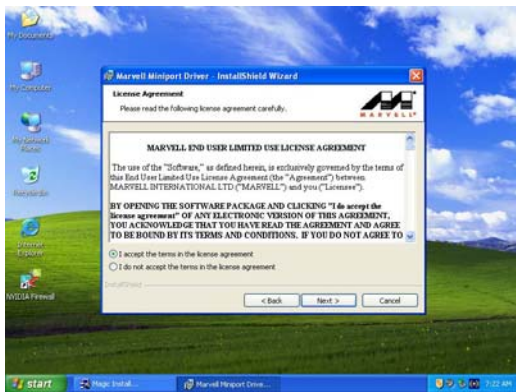 My Documents
My Computer
My Network
Places
Recycle Bin
Internet
Explorer
NVIDIA Firewall
Marvell Miniport Driver - InstallShield Wizard
License Agreement
Please read the following license agreement carefully.
MARVELL
MARVELL END USER LIMITED USE LICENSE AGREEMENT
The use of the "Software," as defined herein, is exclusively governed by the terms of
this End User Limited Use License Agreement (the "Agreement") between
MARVELL INTERNATIONAL LTD ("MARVELL") and you ("Licensee").
BY OPENING THE SOFTWARE PACKAGE AND CLICKING "I do accept the
license agreement" OF ANY ELECTRONIC VERSION OF THIS AGREEMENT,
YOU ACKNOWLEDGE THAT YOU HAVE READ THE AGREEMENT AND AGREE
TO BE BOUND BY ITS TERMS AND CONDITIONS. IF YOU DO NOT AGREE TO
I accept the terms in the license agreement
I do not accept the terms in the license agreement
InstallShield
< Back
Next >
Cancel
start
Magic Install...
Marvell Miniport Drive...
7:22 AM